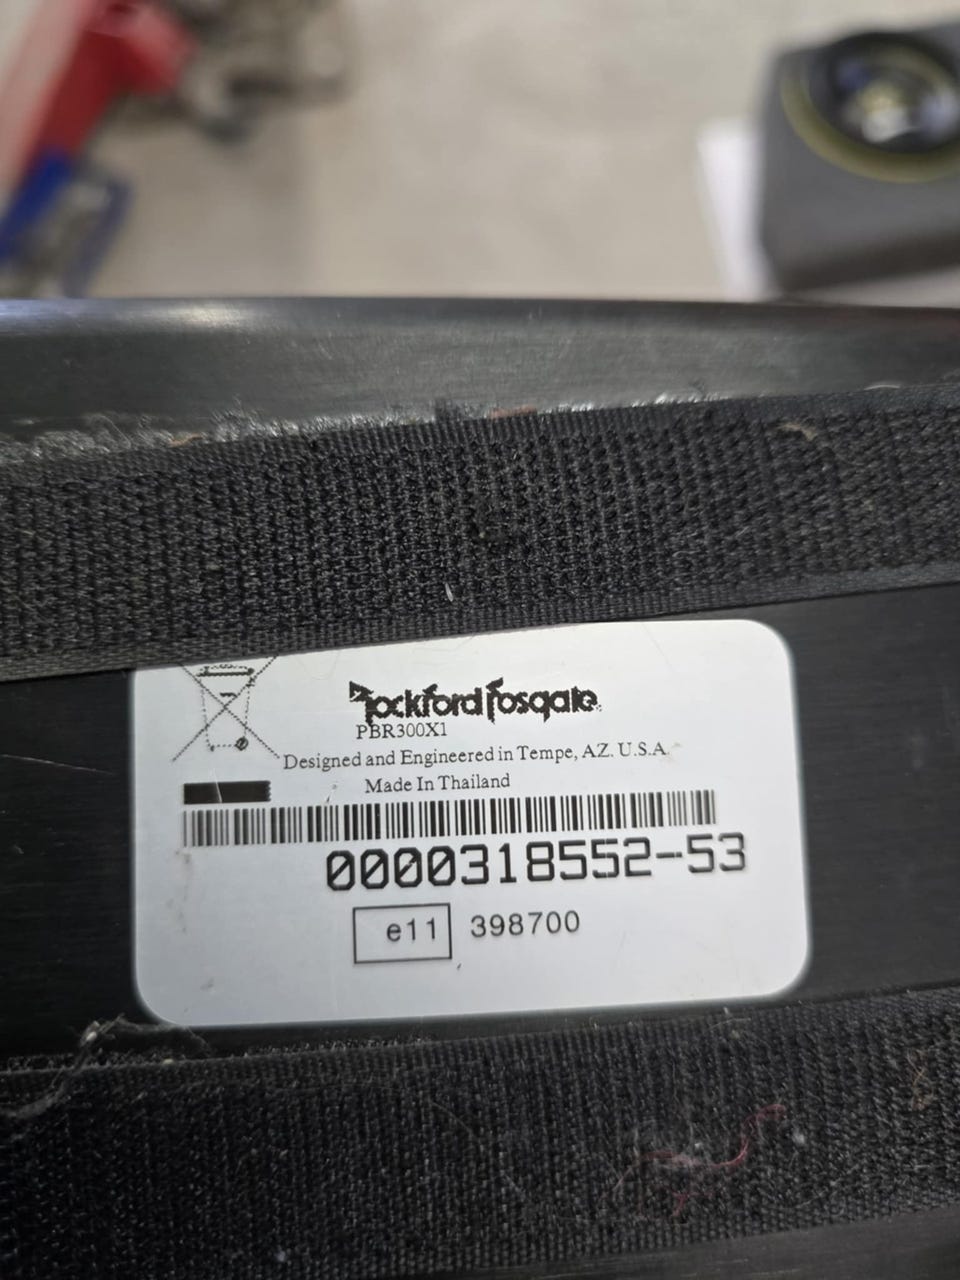 Rockford Fosgate
PBR300X1
Designed and Engineered in Tempe, AZ. U.S.A.
Made In Thailand
0000318552-53
e11 398700